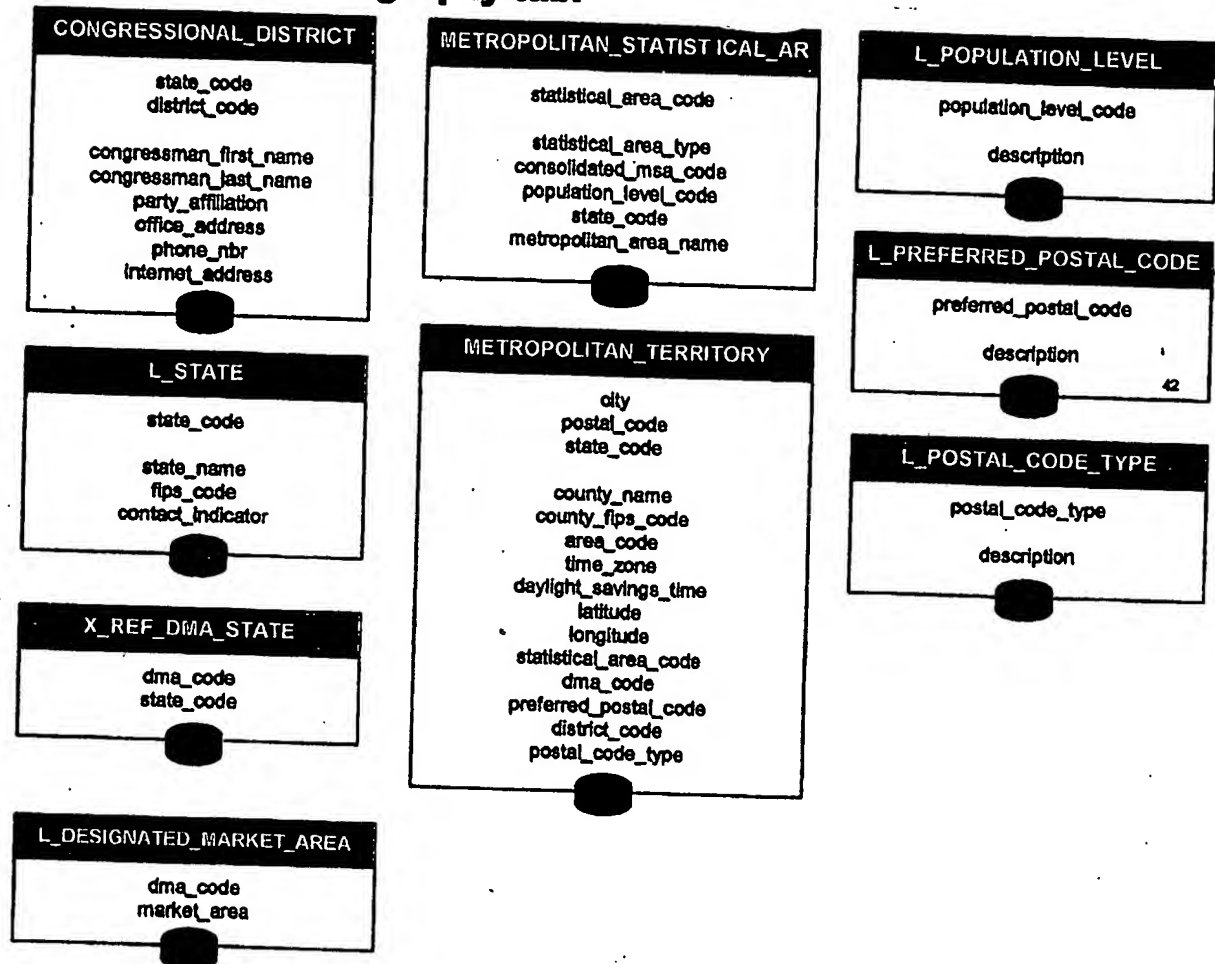 CONGRESSIONAL_DISTRICT
state_code
district_code
congressman_first_name
congressman_last_name
party_affiliation
office_address
phone_nbr
internet_address
L_STATE
state_code
state_name
fips_code
contact_indicator
X_REF_DMA_STATE
dma_code
state_code
L_DESIGNATED_MARKET_AREA
dma_code
market_area
METROPOLITAN_STATIST ICAL_AR
statistical_area_code
statistical_area_type
consolidated_msa_code
population_level_code
state_code
metropolitan_area_name
METROPOLITAN_TERRITORY
city
postal_code
state_code
county_name
county_fips_code
area_code
time_zone
daylight_savings_time
latitude
longitude
statistical_area_code
dma_code
preferred_postal_code
district_code
postal_code_type
L_POPULATION_LEVEL
population_level_code
description
L_PREFERRED_POSTAL_CODE
preferred_postal_code
description
42
L_POSTAL_CODE_TYPE
postal_code_type
description